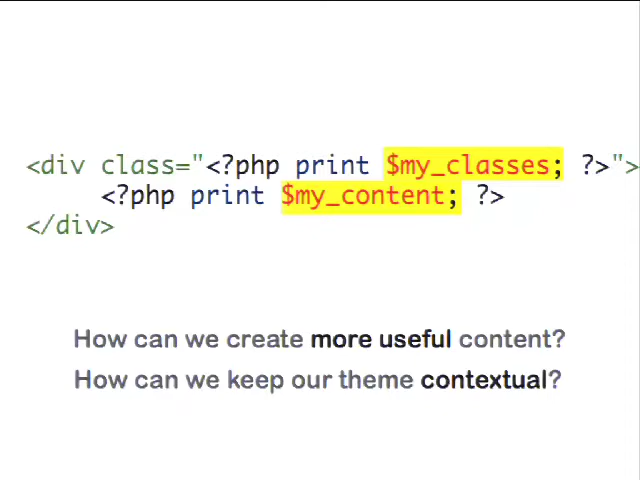 <div class="<?php print $my_classes; ?>">
<?php print $my_content; ?>
</div>
How can we create more useful content?
How can we keep our theme contextual?